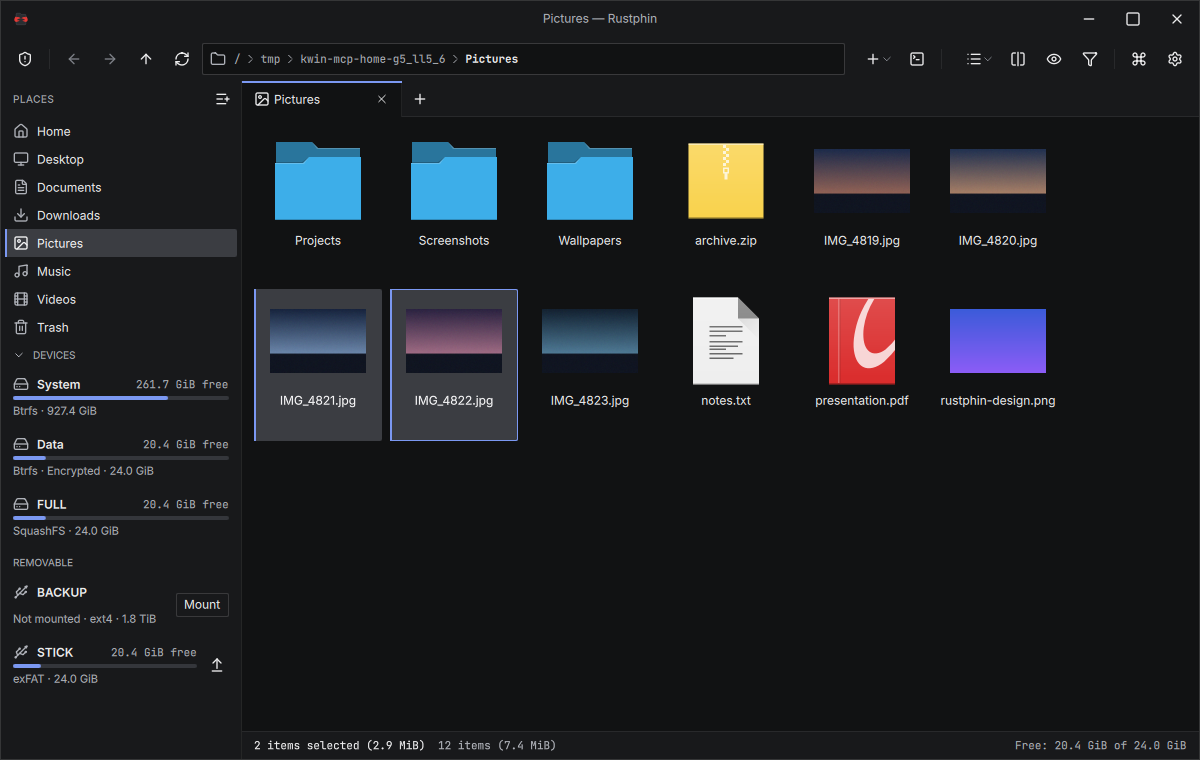 Pictures — Rustphin
/ > tmp > kwin-mcp-home-g5_ll5_6 > Pictures
PLACES
Home
Desktop
Documents
Downloads
Pictures
Music
Videos
Trash
DEVICES
System 261.7 GiB free
Btrfs · 927.4 GiB
Data 20.4 GiB free
Btrfs · Encrypted · 24.0 GiB
FULL 20.4 GiB free
SquashFS · 24.0 GiB
REMOVABLE
BACKUP
Not mounted · ext4 · 1.8 TiB
Mount
STICK 20.4 GiB free
exFAT · 24.0 GiB
Pictures
Projects Screenshots Wallpapers archive.zip IMG_4819.jpg IMG_4820.jpg
IMG_4821.jpg IMG_4822.jpg IMG_4823.jpg notes.txt presentation.pdf rustphin-design.png
2 items selected (2.9 MiB) 12 items (7.4 MiB) Free: 20.4 GiB of 24.0 GiB